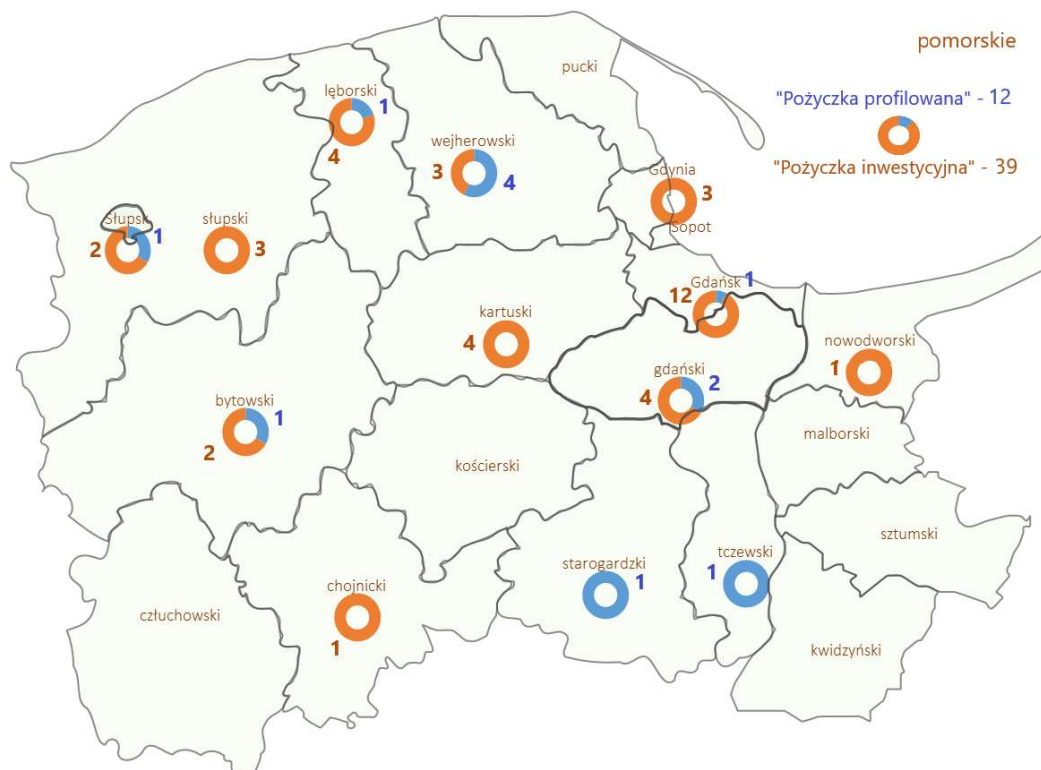 pomorskie
"Pożyczka profilowana" - 12
"Pożyczka inwestycyjna" - 39
pucki
lęborski
1
4
wejherowski
3
4
Gdynia
3
Sopot
Słupsk
2
1
słupski
3
Gdańsk
12
1
kartuski
4
nowodworski
1
gdański
4
2
bytowski
1
2
malborski
kościerski
sztumski
starogardzki
1
tczewski
1
chojnicki
1
człuchowski
kwidzyński